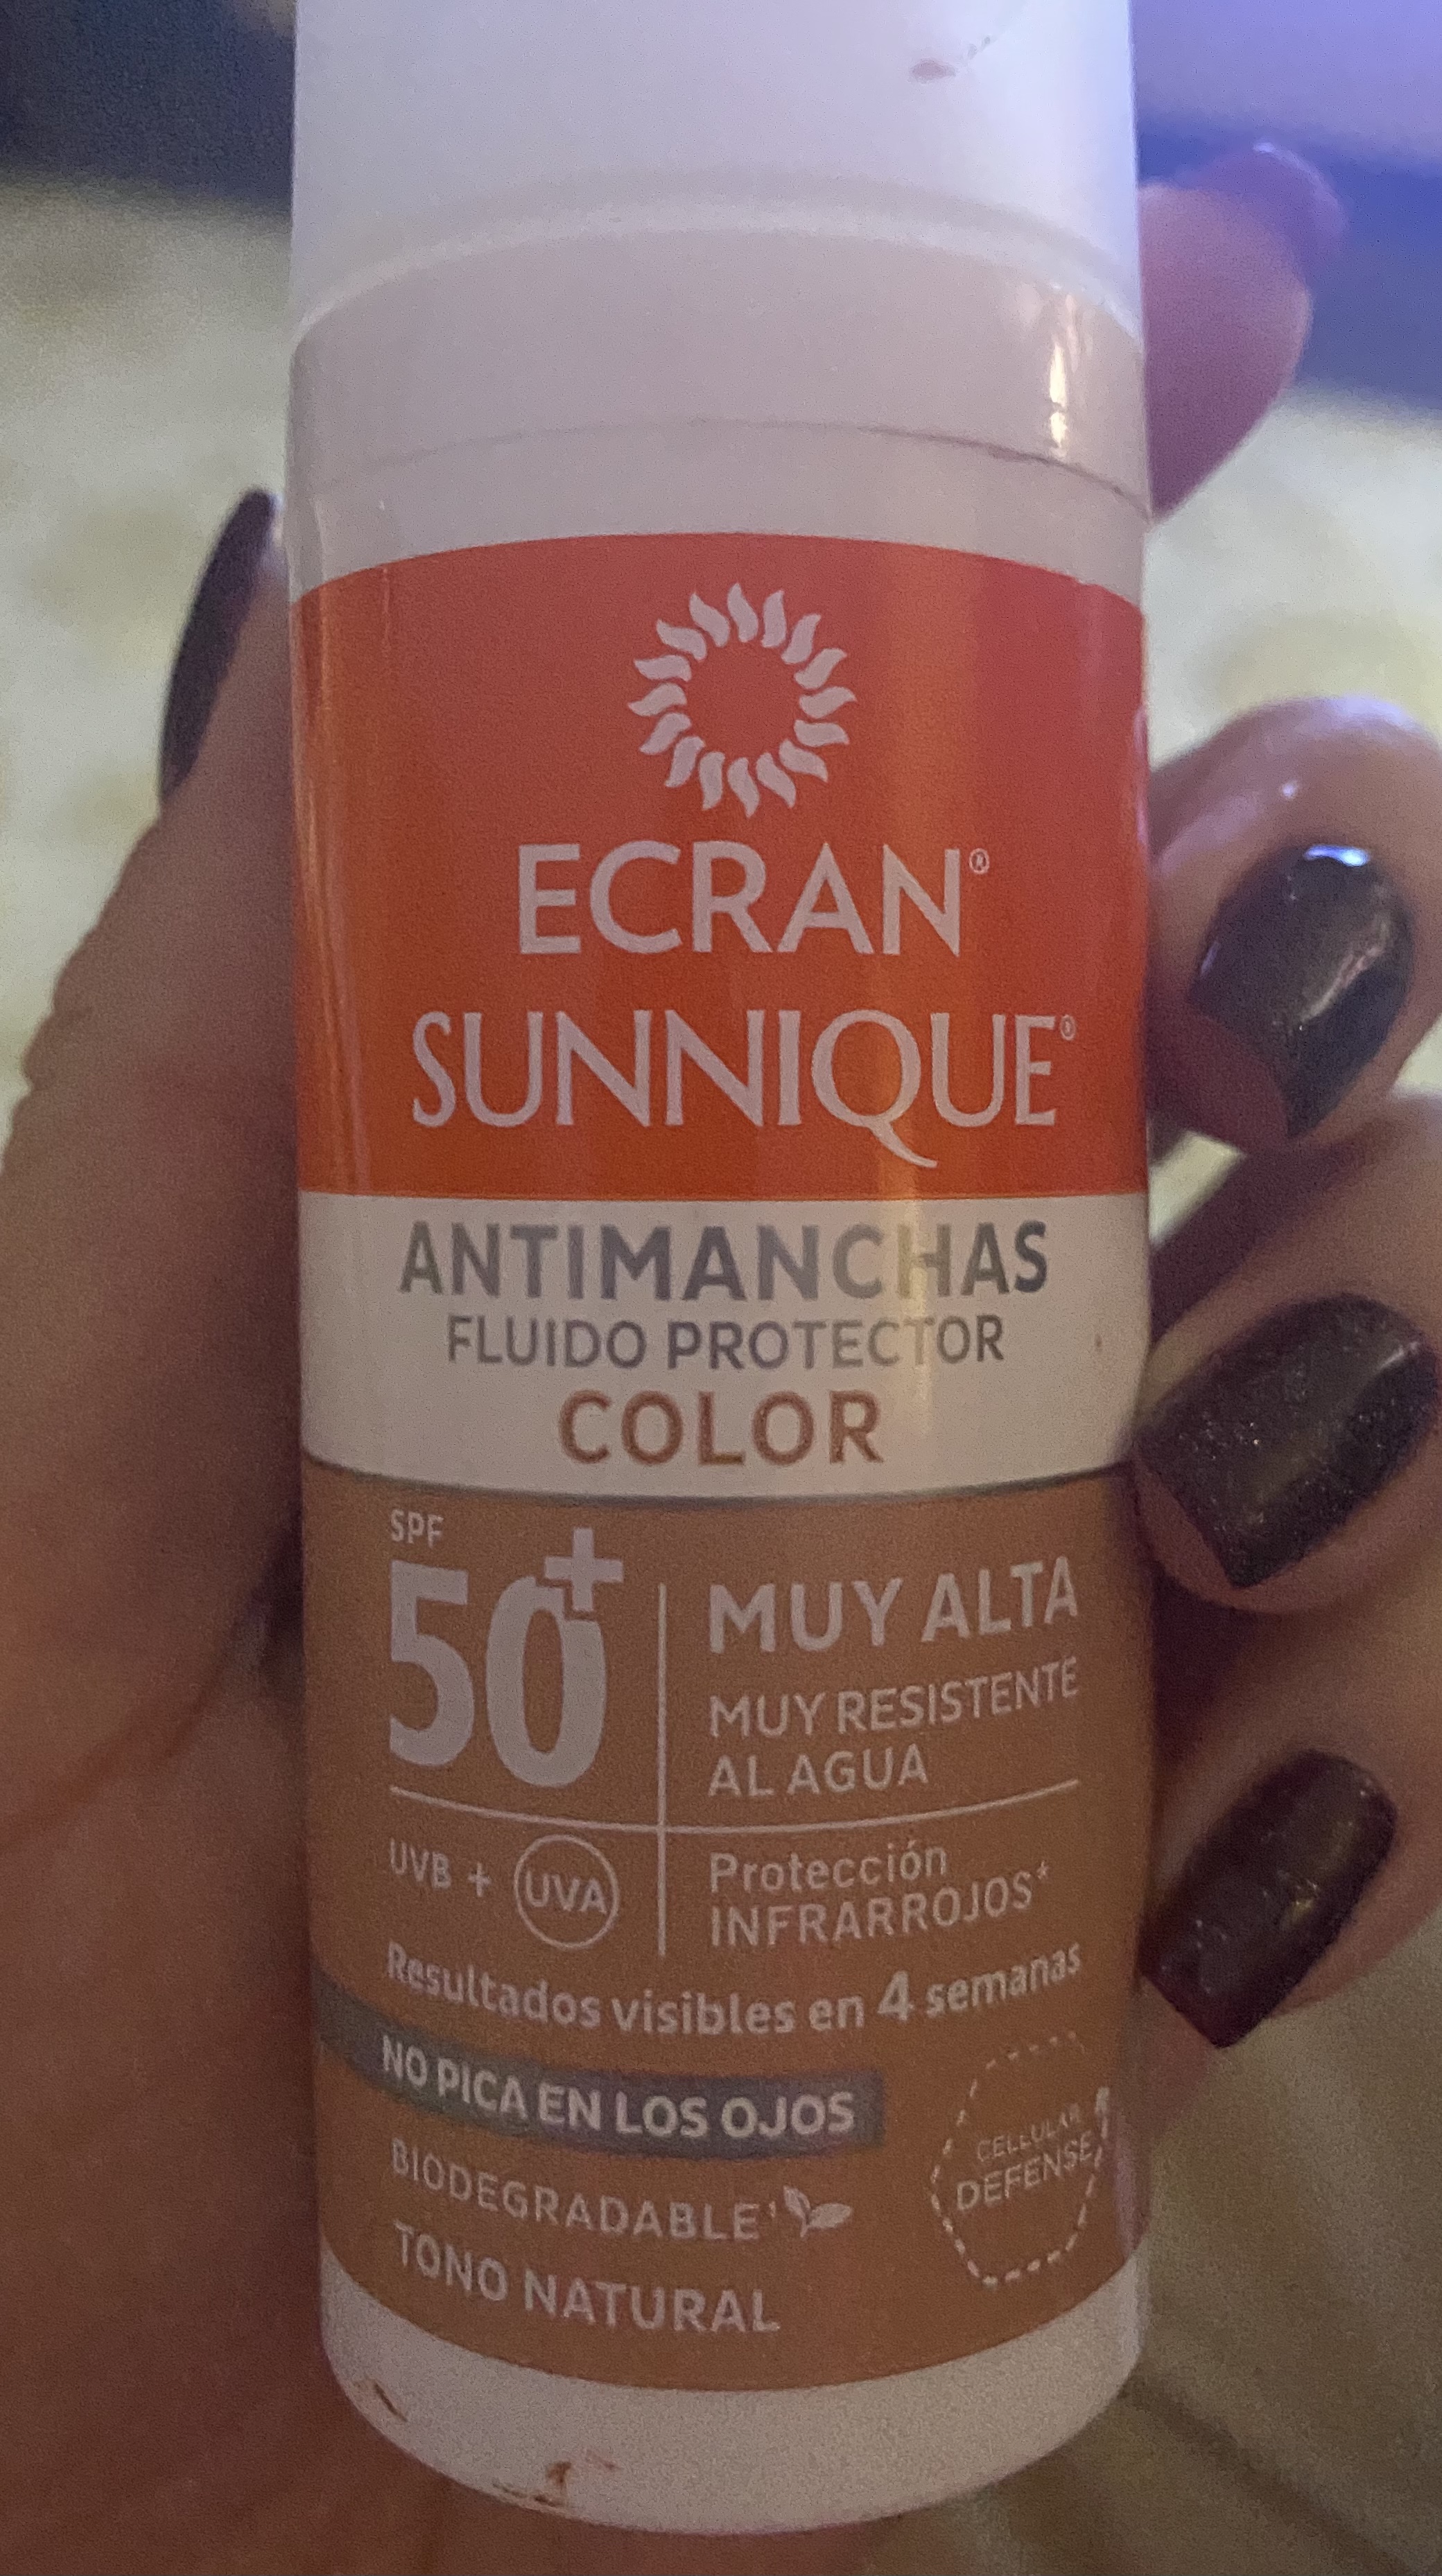 ECRAN®
SUNNIQUE®
ANTIMANCHAS
FLUIDO PROTECTOR
COLOR
SPF
50+
MUY ALTA
MUY RESISTENTE
AL AGUA
UVB + UVA
Protección
INFRARROJOS*
Resultados visibles en 4 semanas
NO PICA EN LOS OJOS
BIODEGRADABLE¹
CELLULAR
DEFENSE
TONO NATURAL